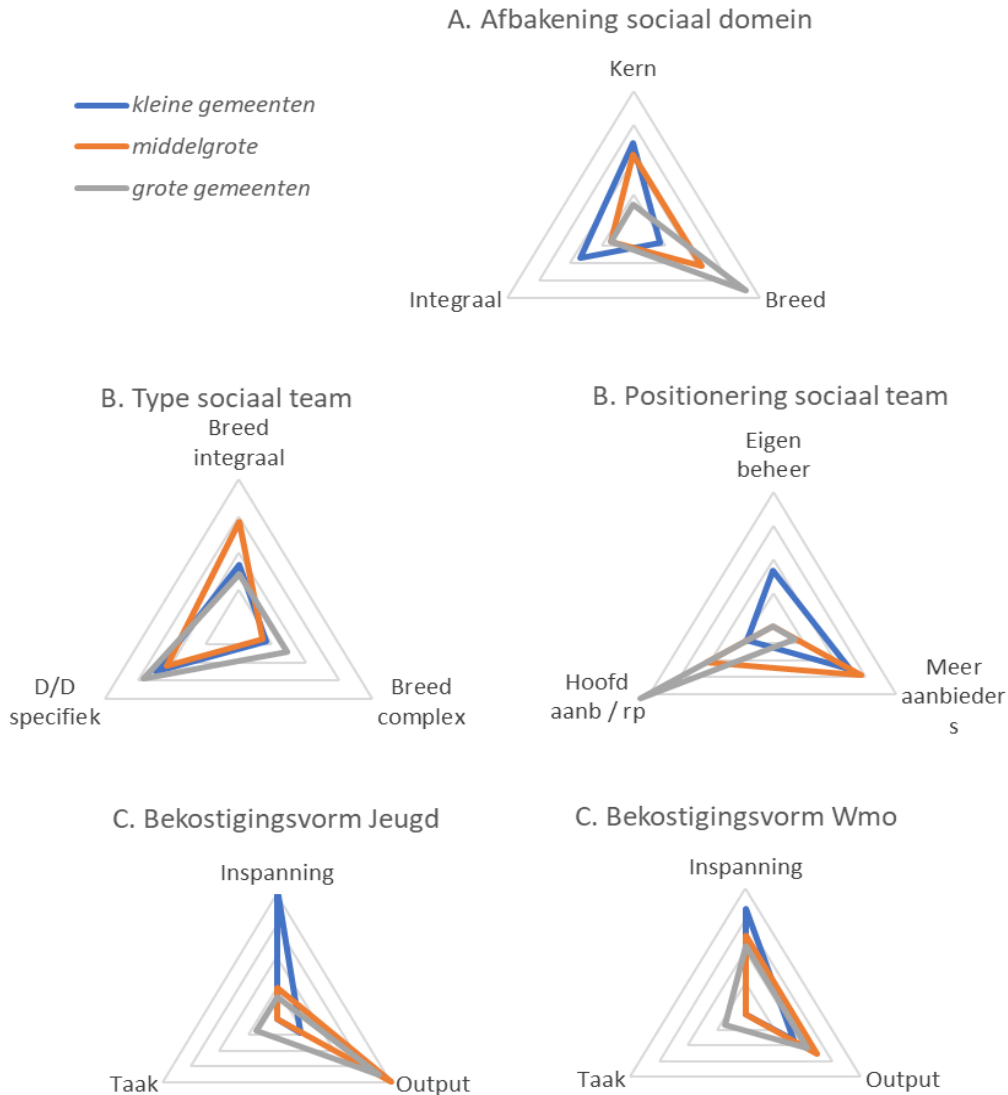 A. Afbakening sociaal domein
kleine gemeenten
middelgrote
grote gemeenten
Kern
Integraal
Breed
B. Type sociaal team
Breed
integraal
D/D
specifiek
Breed
complex
B. Positionering sociaal team
Eigen
beheer
Hoofd
aanb / rp
Meer
aanbieder
s
C. Bekostigingsvorm Jeugd
Inspanning
Taak
Output
C. Bekostigingsvorm Wmo
Inspanning
Taak
Output